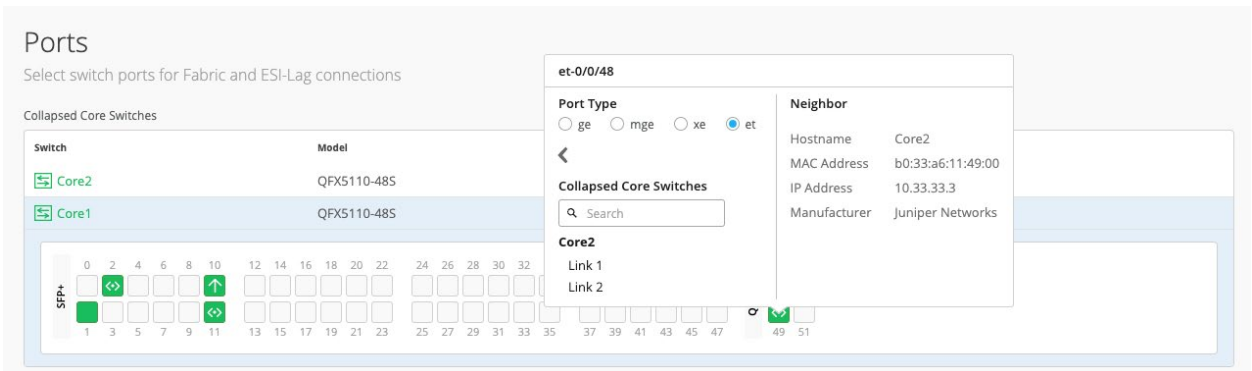 Ports
Select switch ports for Fabric and ESI-Lag connections
Collapsed Core Switches
Switch Model
Core2 QFX5110-48S
Core1 QFX5110-48S
SFP+
0 2 4 6 8 10 12 14 16 18 20 22 24 26 28 30 32
1 3 5 7 9 11 13 15 17 19 21 23 25 27 29 31 33 35 37 39 41 43 45 47 49 51
et-0/0/48
Port Type
ge mge xe et
Collapsed Core Switches
Search
Core2
Link 1
Link 2
Neighbor
Hostname Core2
MAC Address b0:33:a6:11:49:00
IP Address 10.33.33.3
Manufacturer Juniper Networks